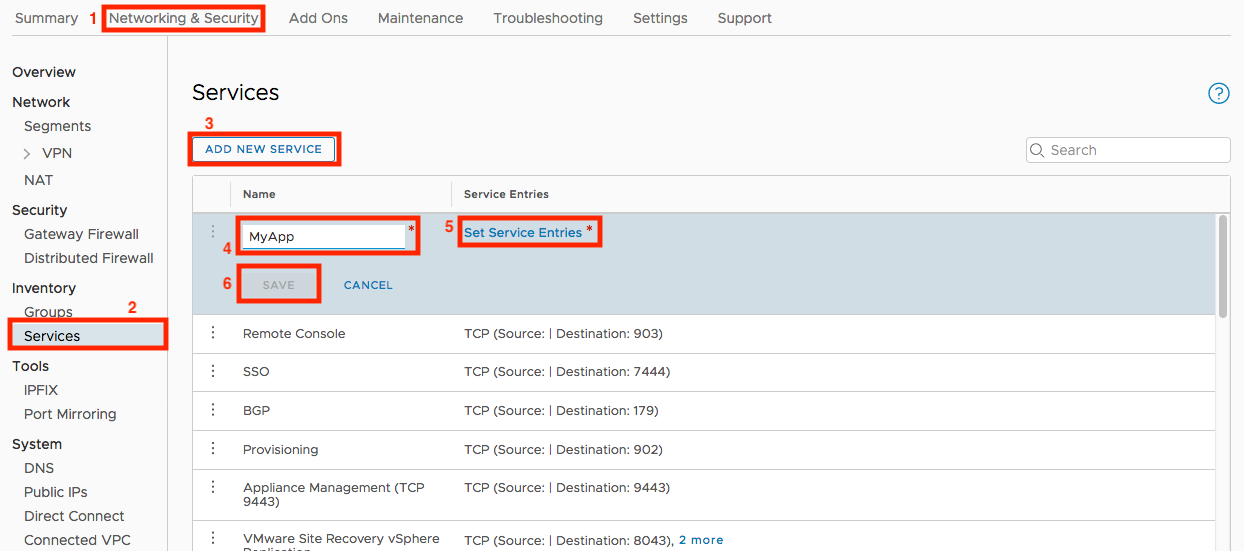 Summary 1 Networking & Security Add Ons Maintenance Troubleshooting Settings Support
Overview
Network
Segments
VPN
NAT
Security
Gateway Firewall
Distributed Firewall
Inventory
Groups
2
Services
Tools
IPFIX
Port Mirroring
System
DNS
Public IPs
Direct Connect
Connected VPC
Services
?
3
ADD NEW SERVICE
Search
Name Service Entries
4 MyApp * 5 Set Service Entries *
6 SAVE CANCEL
Remote Console TCP (Source: | Destination: 903)
SSO TCP (Source: | Destination: 7444)
BGP TCP (Source: | Destination: 179)
Provisioning TCP (Source: | Destination: 902)
Appliance Management (TCP TCP (Source: | Destination: 9443)
9443)
VMware Site Recovery vSphere TCP (Source: | Destination: 8043), 2 more